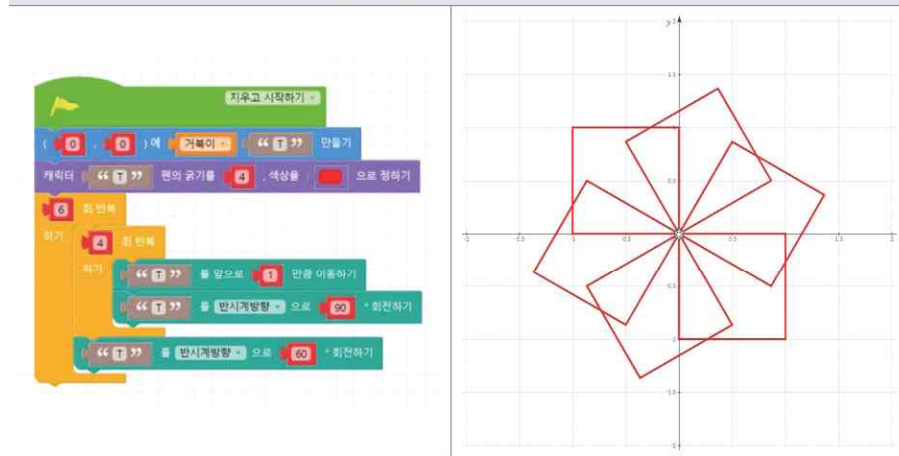 지우고 시작하기
( 0 , 0 ) 에 거북이 “ T ” 만들기
캐릭터 “ T ” 펜의 굵기를 4 , 색상을 으로 정하기
6 회 반복
하기 4 회 반복
하기 “ T ” 를 앞으로 1 만큼 이동하기
“ T ” 를 반시계방향 으로 90 ° 회전하기
“ T ” 를 반시계방향 으로 60 ° 회전하기
y